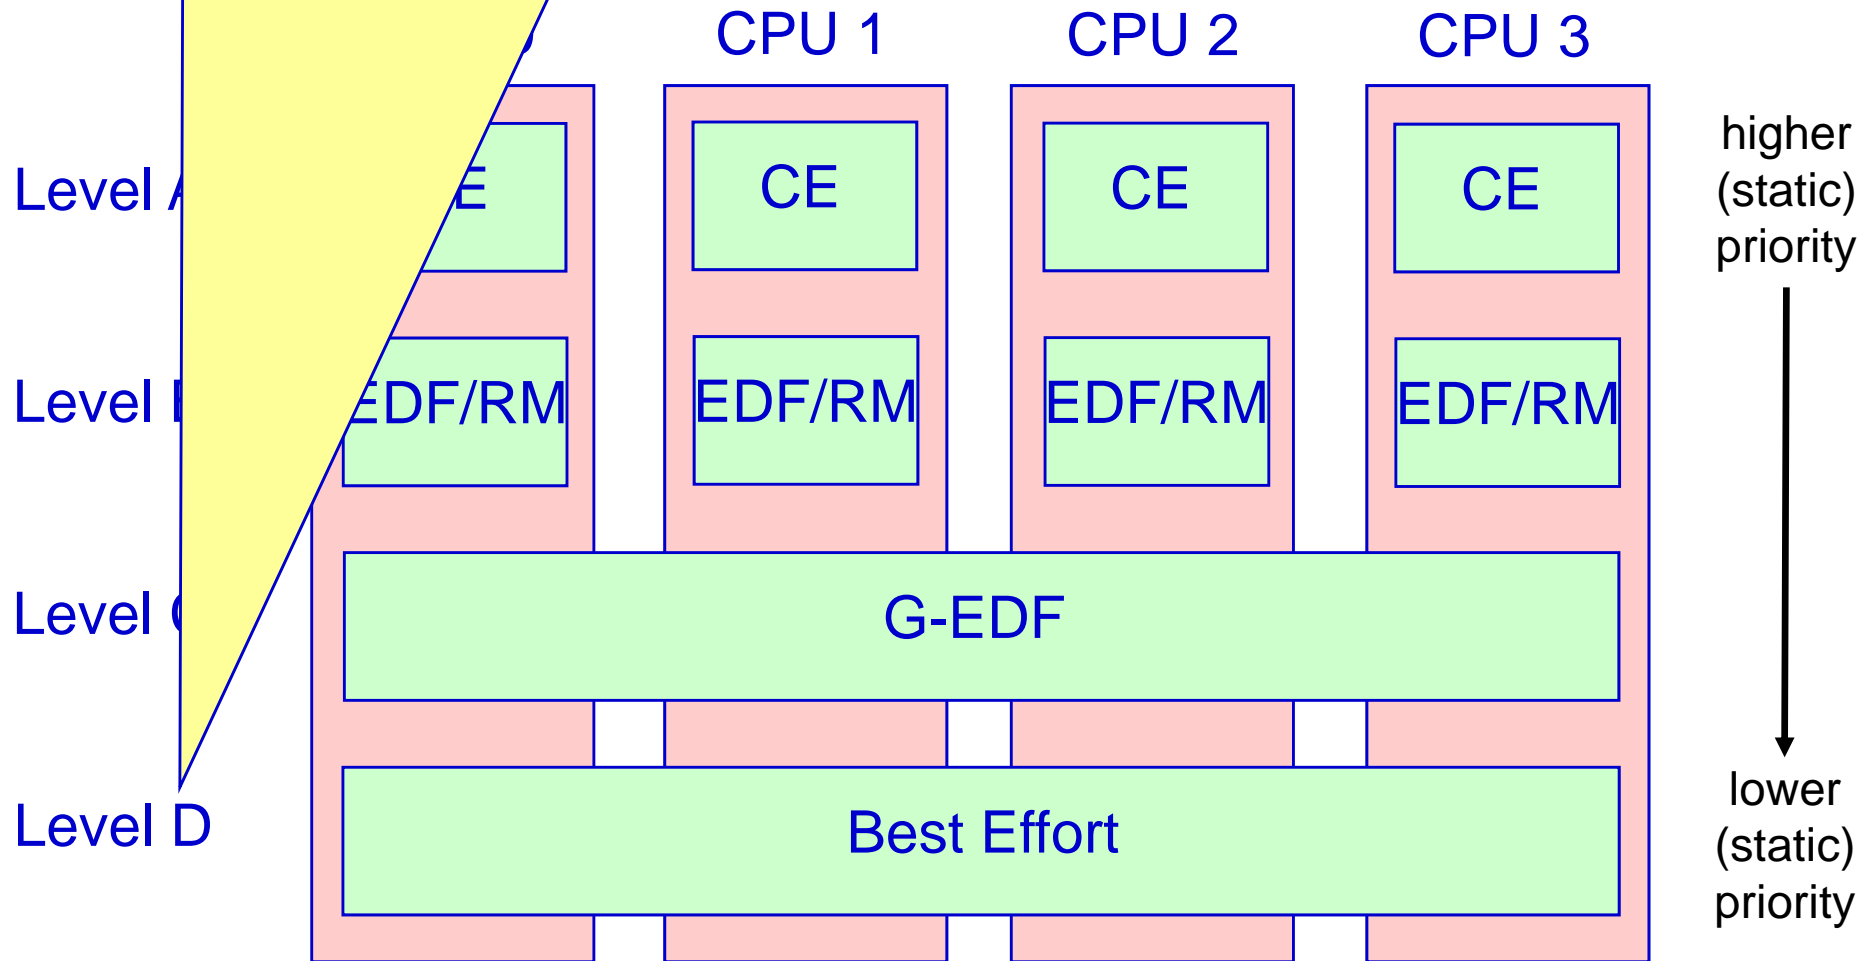 CPU 1 CPU 2 CPU 3
higher
(static)
priority
Level CE CE CE
Level EDF/RM EDF/RM EDF/RM EDF/RM
Level G-EDF
lower
(static)
priority
Level D Best Effort